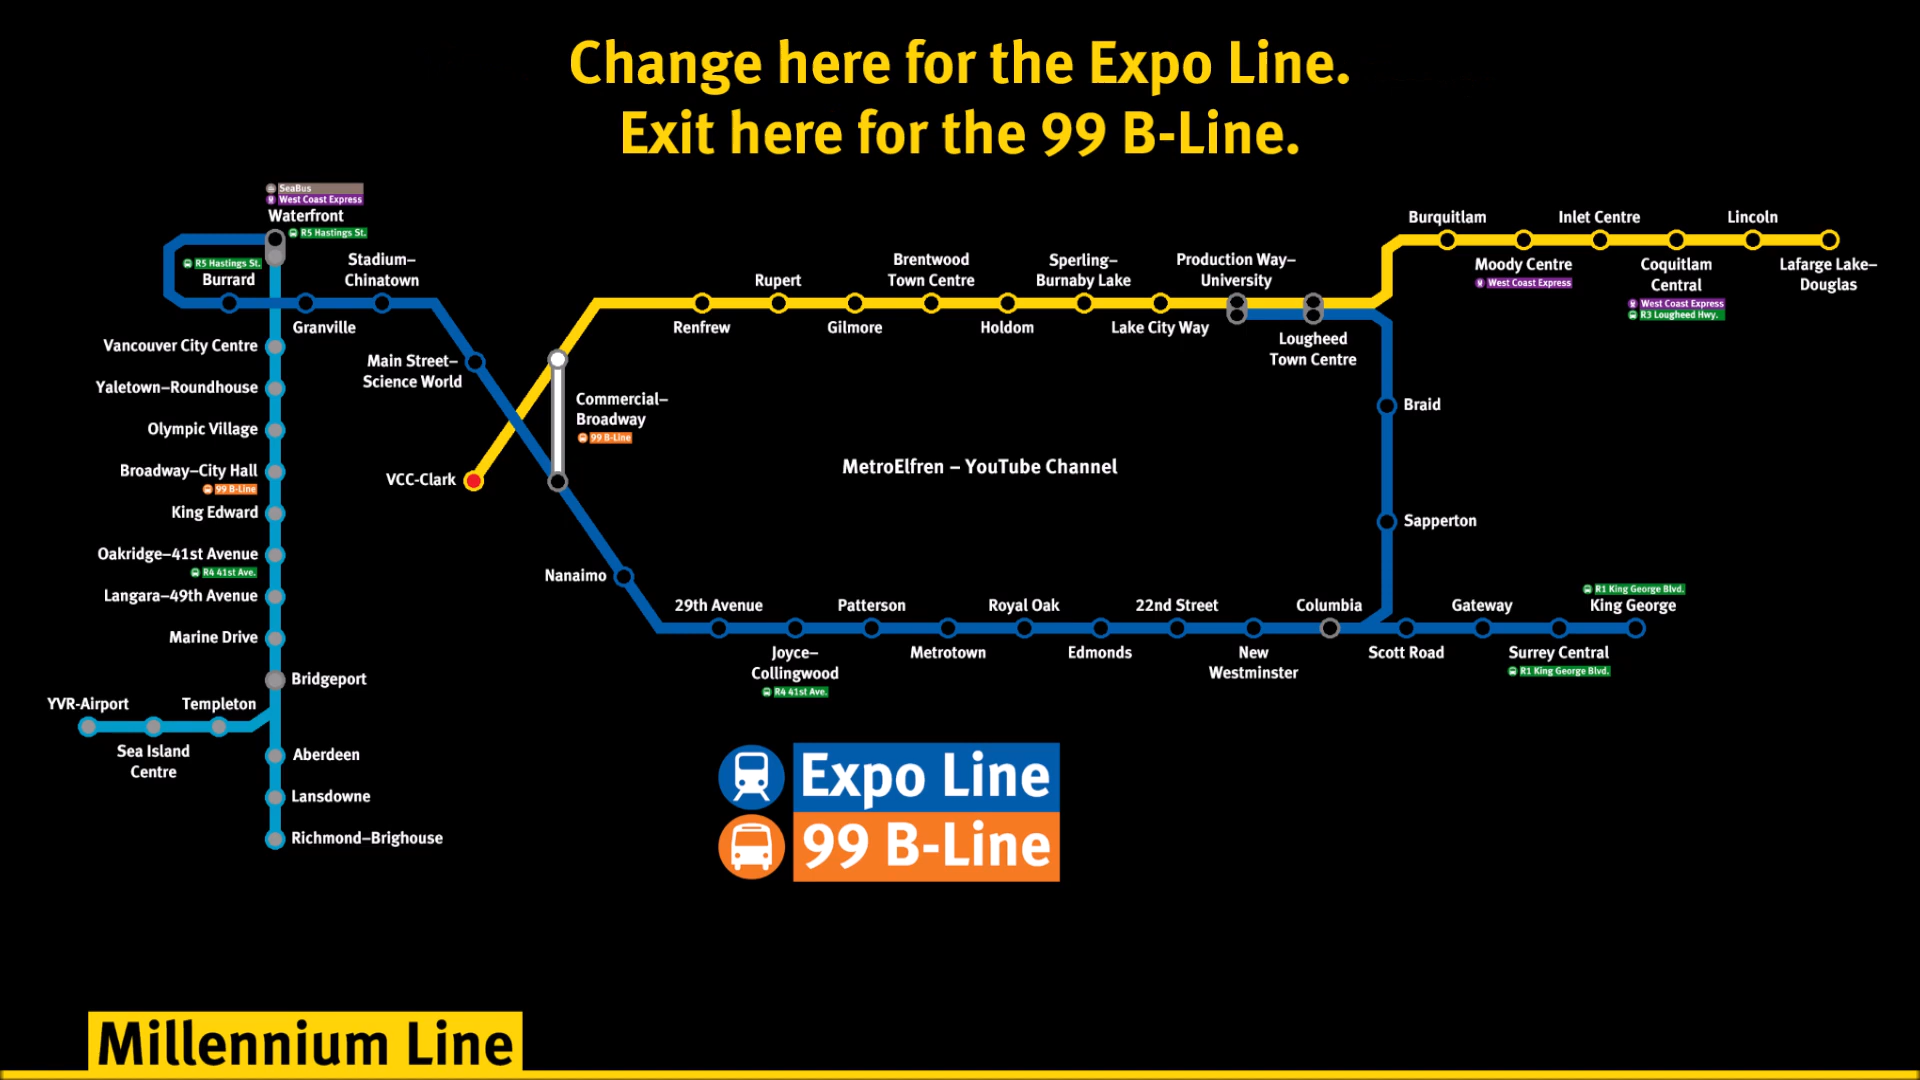 Change here for the Expo Line.
Exit here for the 99 B-Line.
SeaBus
West Coast Express
Waterfront
R5 Hastings St.
R5 Hastings St.
Burrard
Stadium–
Chinatown
Granville
Vancouver City Centre
Yaletown–Roundhouse
Olympic Village
Broadway–City Hall
99 B-Line
King Edward
Oakridge–41st Avenue
R4 41st Ave.
Langara–49th Avenue
Marine Drive
Bridgeport
YVR-Airport
Templeton
Sea Island
Centre
Aberdeen
Lansdowne
Richmond–Brighouse
Main Street–
Science World
VCC-Clark
Commercial–
Broadway
99 B-Line
Renfrew
Rupert
Gilmore
Brentwood
Town Centre
Holdom
Sperling–
Burnaby Lake
Lake City Way
Production Way–
University
Lougheed
Town Centre
Burquitlam
Moody Centre
West Coast Express
Inlet Centre
Coquitlam
Central
West Coast Express
R3 Lougheed Hwy.
Lincoln
Lafarge Lake–
Douglas
MetroElfren – YouTube Channel
Braid
Sapperton
Nanaimo
29th Avenue
Joyce–
Collingwood
R4 41st Ave.
Patterson
Metrotown
Royal Oak
Edmonds
22nd Street
New
Westminster
Columbia
Scott Road
Gateway
Surrey Central
R1 King George Blvd.
R1 King George Blvd.
King George
Expo Line
99 B-Line
Millennium Line